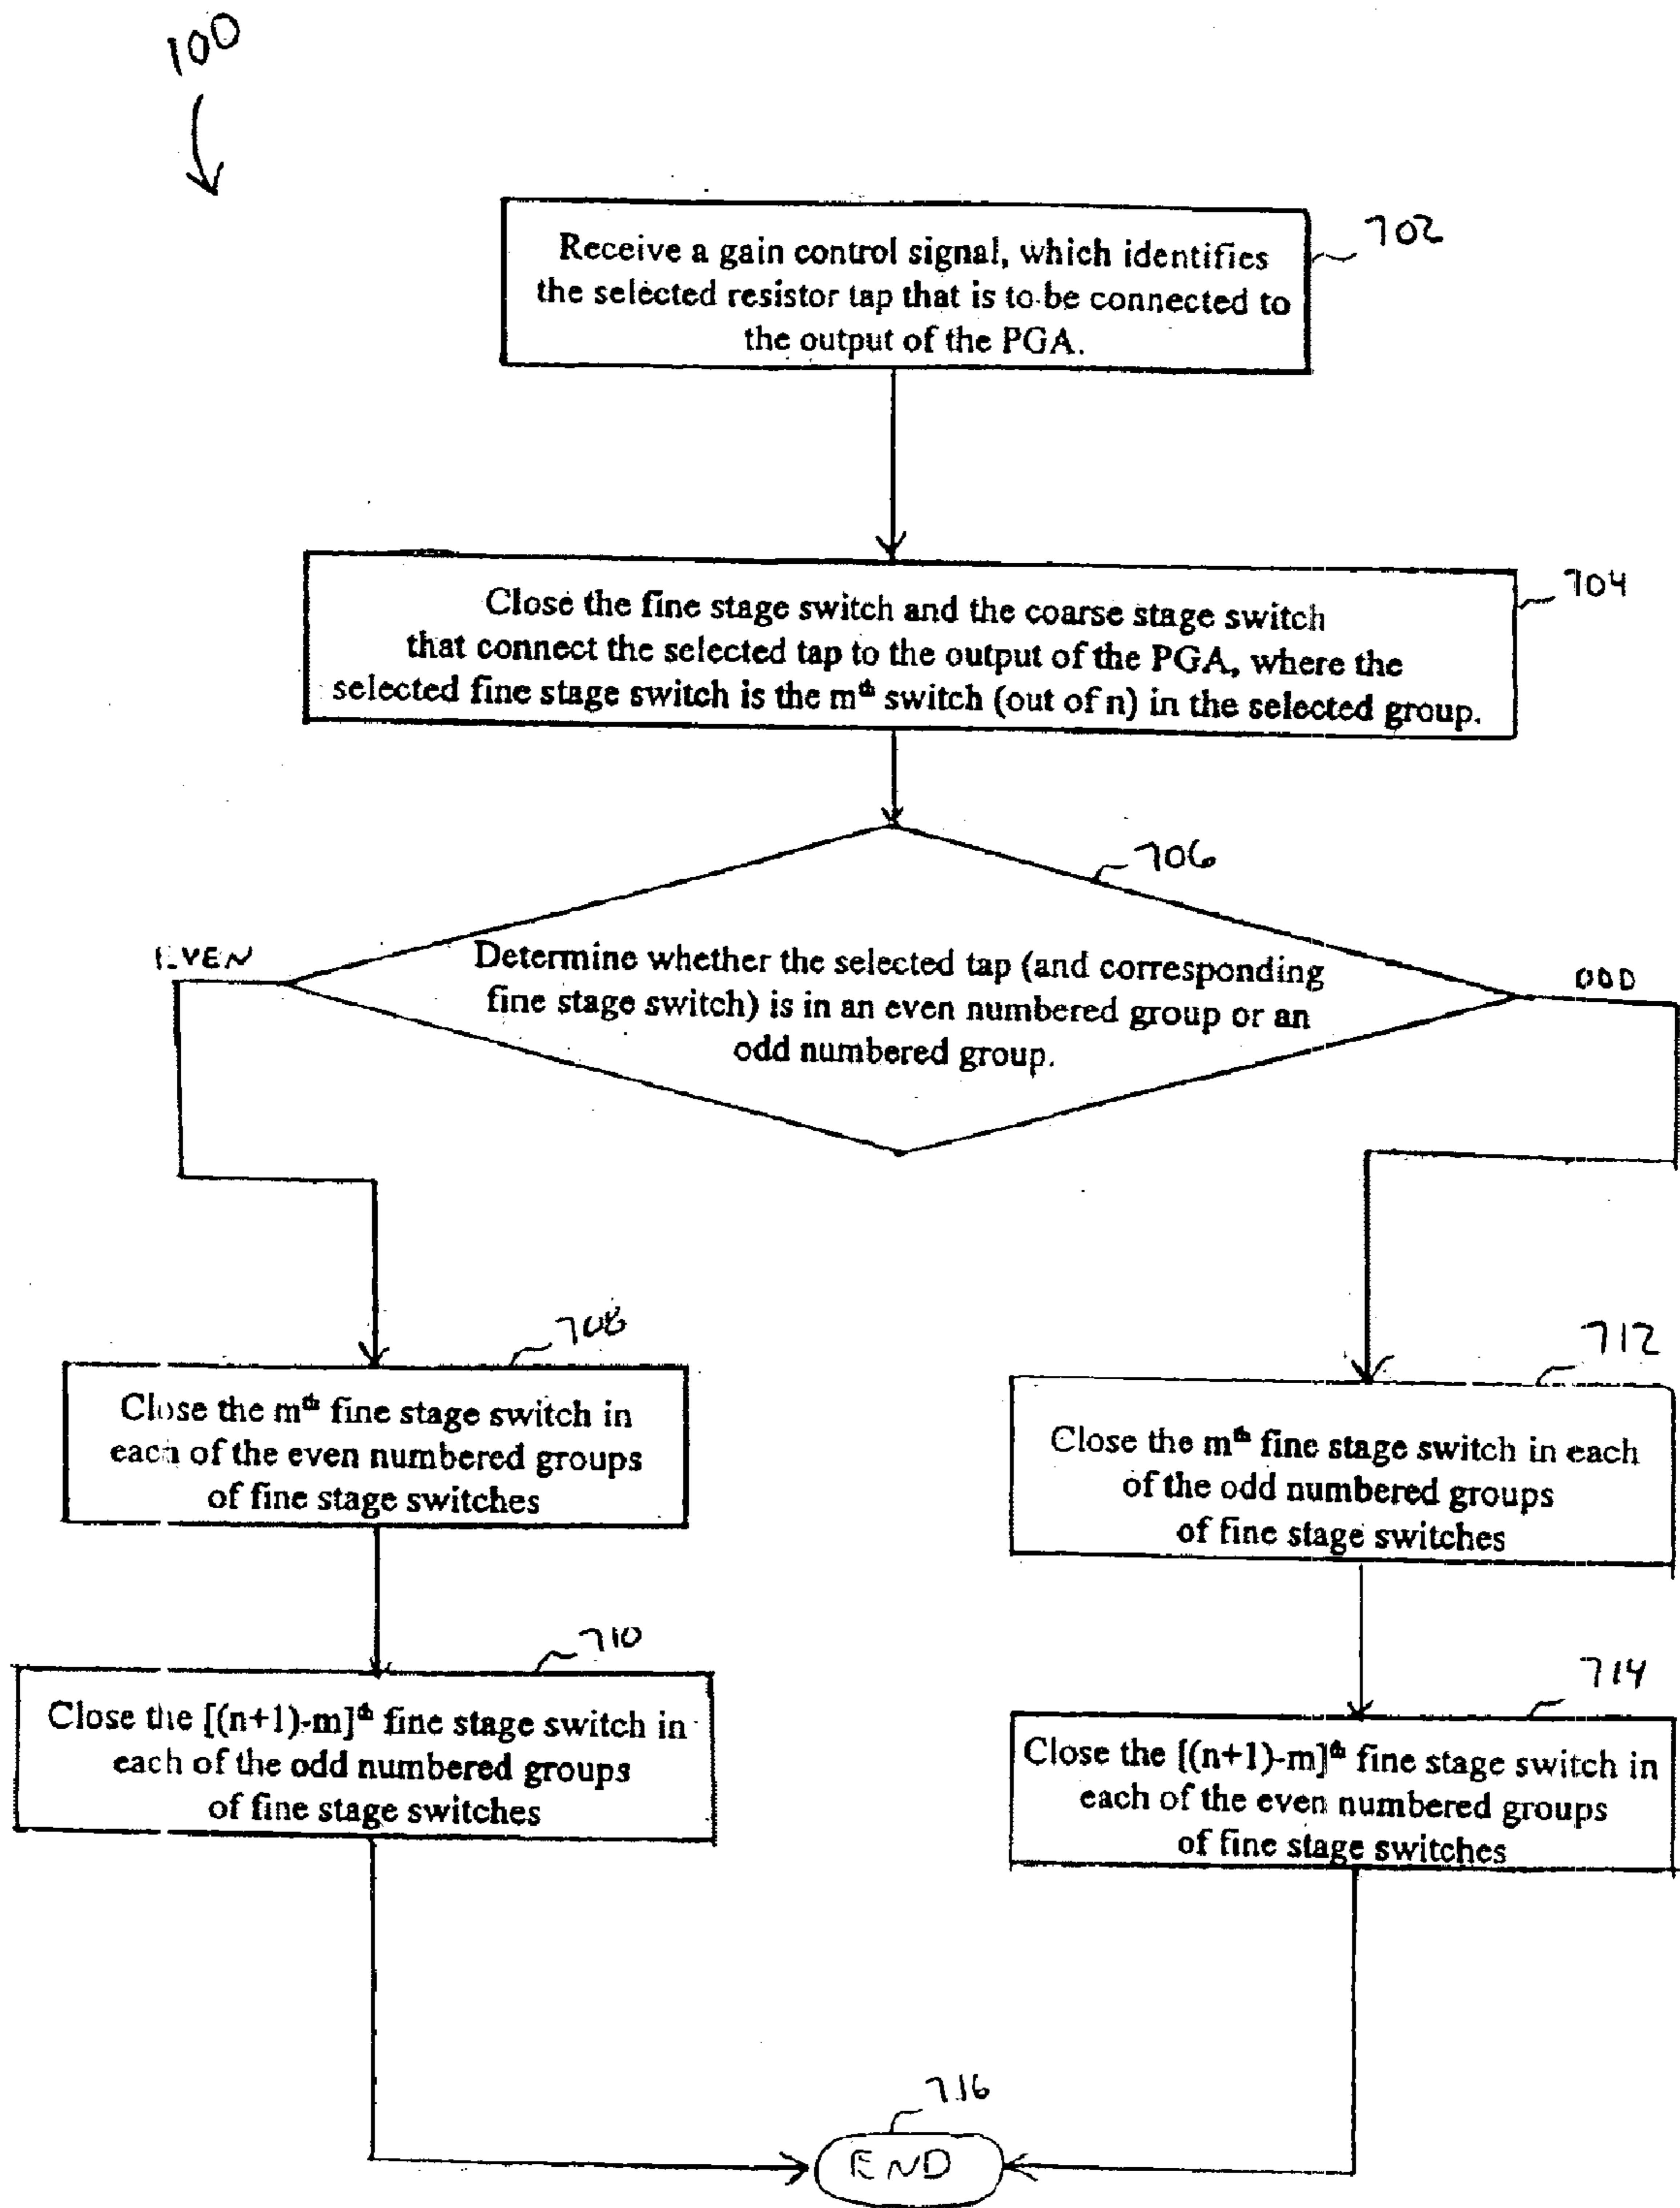 100
Receive a gain control signal, which identifies
the selected resistor tap that is to be connected to
the output of the PGA.
702
Close the fine stage switch and the coarse stage switch
that connect the selected tap to the output of the PGA, where the
selected fine stage switch is the mth switch (out of n) in the selected group.
704
706
EVEN
Determine whether the selected tap (and corresponding
fine stage switch) is in an even numbered group or an
odd numbered group.
ODD
708
Close the mth fine stage switch in
each of the even numbered groups
of fine stage switches
712
Close the mth fine stage switch in each
of the odd numbered groups
of fine stage switches
710
Close the [(n+1)-m]th fine stage switch in
each of the odd numbered groups
of fine stage switches
714
Close the [(n+1)-m]th fine stage switch in
each of the even numbered groups
of fine stage switches
716
END